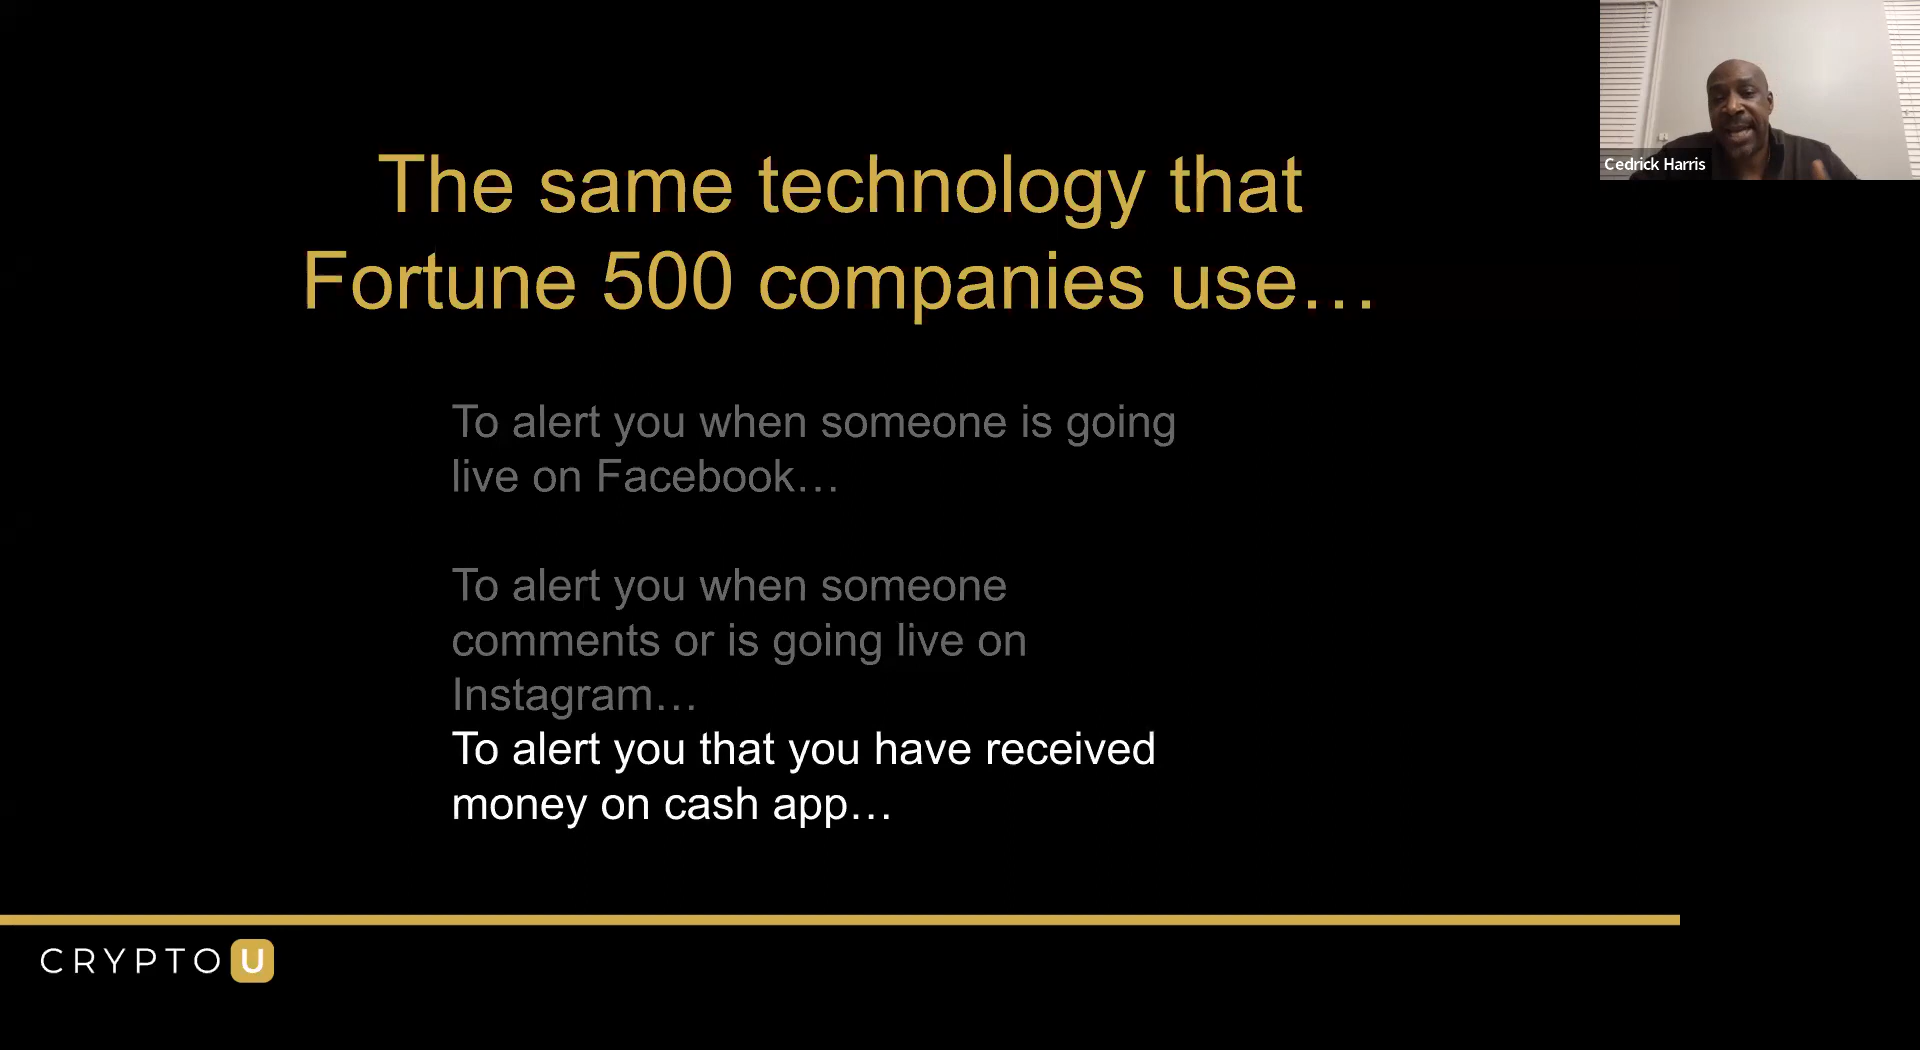 The same technology that
Fortune 500 companies use…
To alert you when someone is going
live on Facebook…
To alert you when someone
comments or is going live on
Instagram…
To alert you that you have received
money on cash app…
CRYPTO U
Cedrick Harris